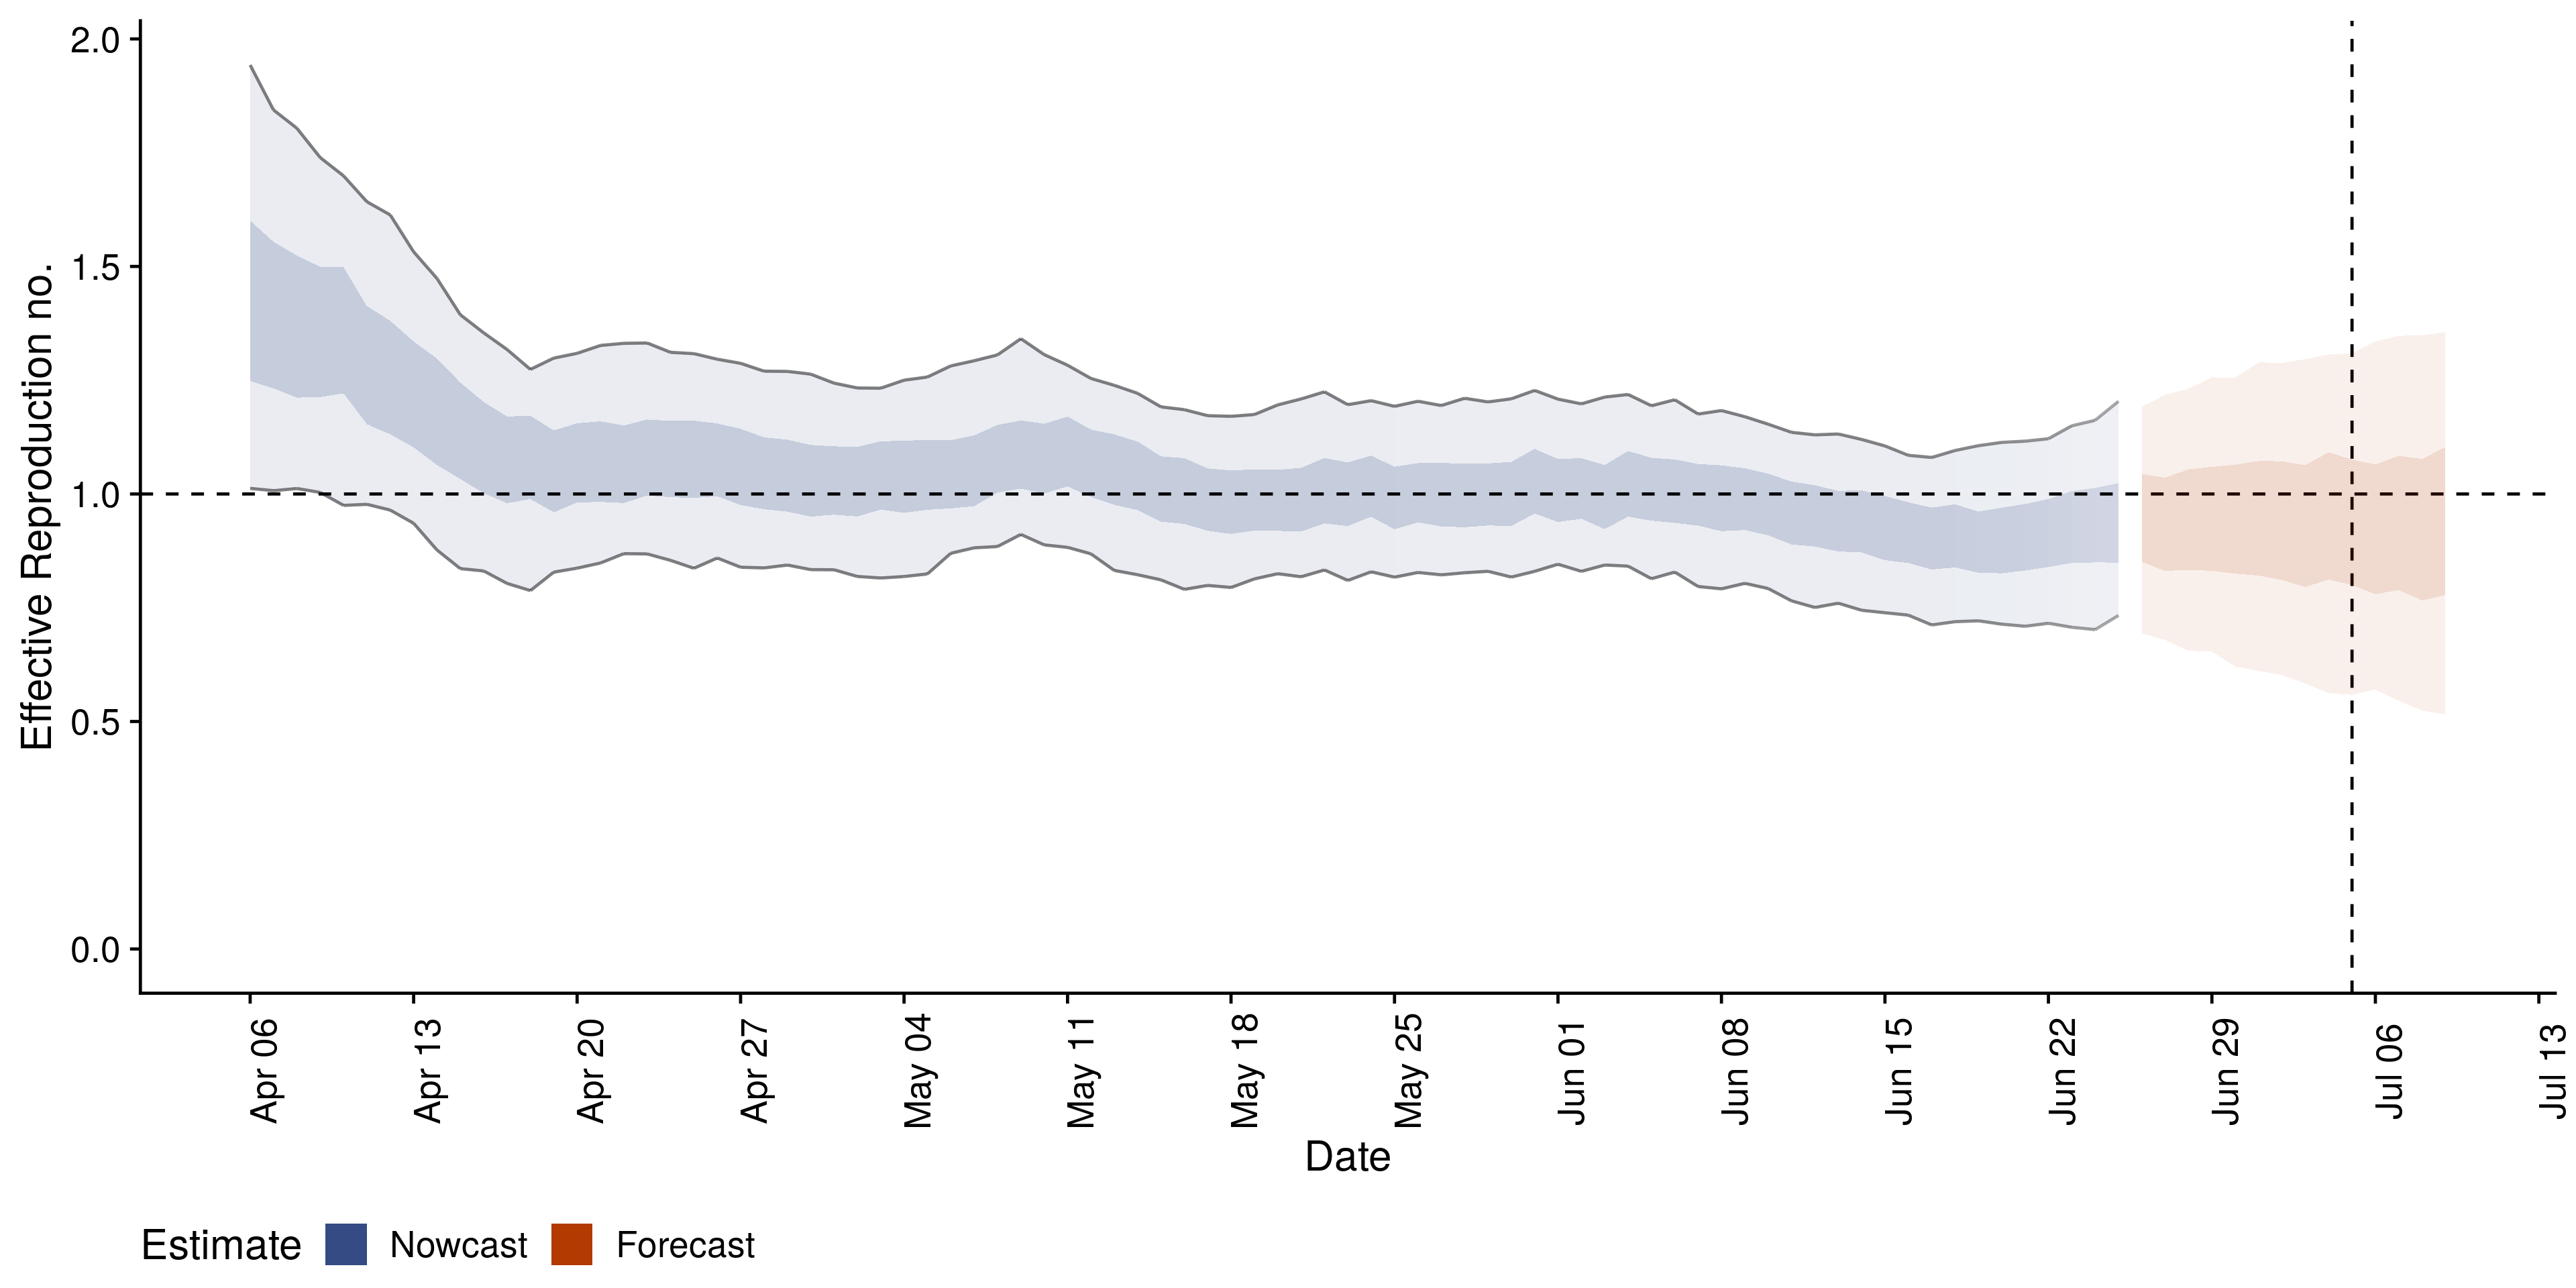 Effective Reproduction no.
2.0
1.5
1.0
0.5
0.0
Apr 06
Apr 13
Apr 20
Apr 27
May 04
May 11
May 18
May 25
Jun 01
Jun 08
Jun 15
Jun 22
Jun 29
Jul 06
Jul 13
Date
Estimate Nowcast Forecast